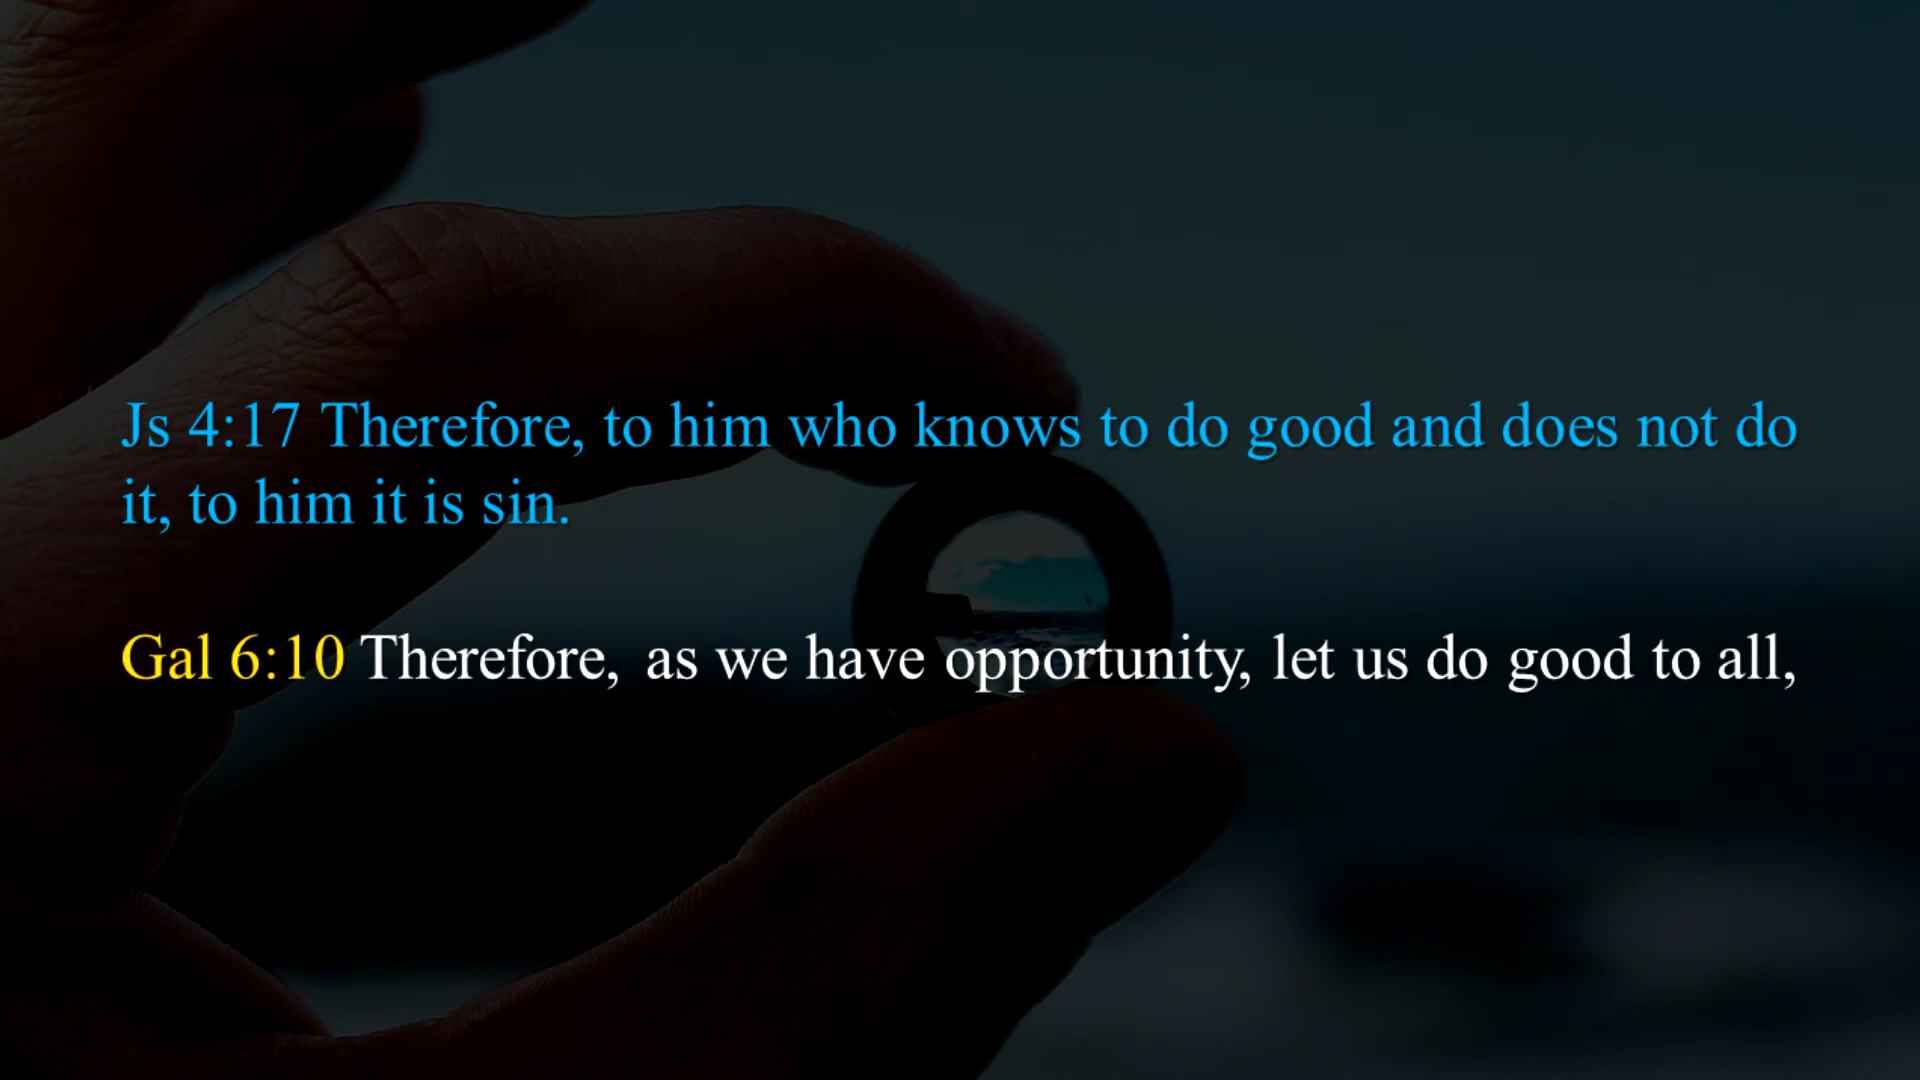 Js 4:17 Therefore, to him who knows to do good and does not do
it, to him it is sin.
Gal 6:10 Therefore, as we have opportunity, let us do good to all,